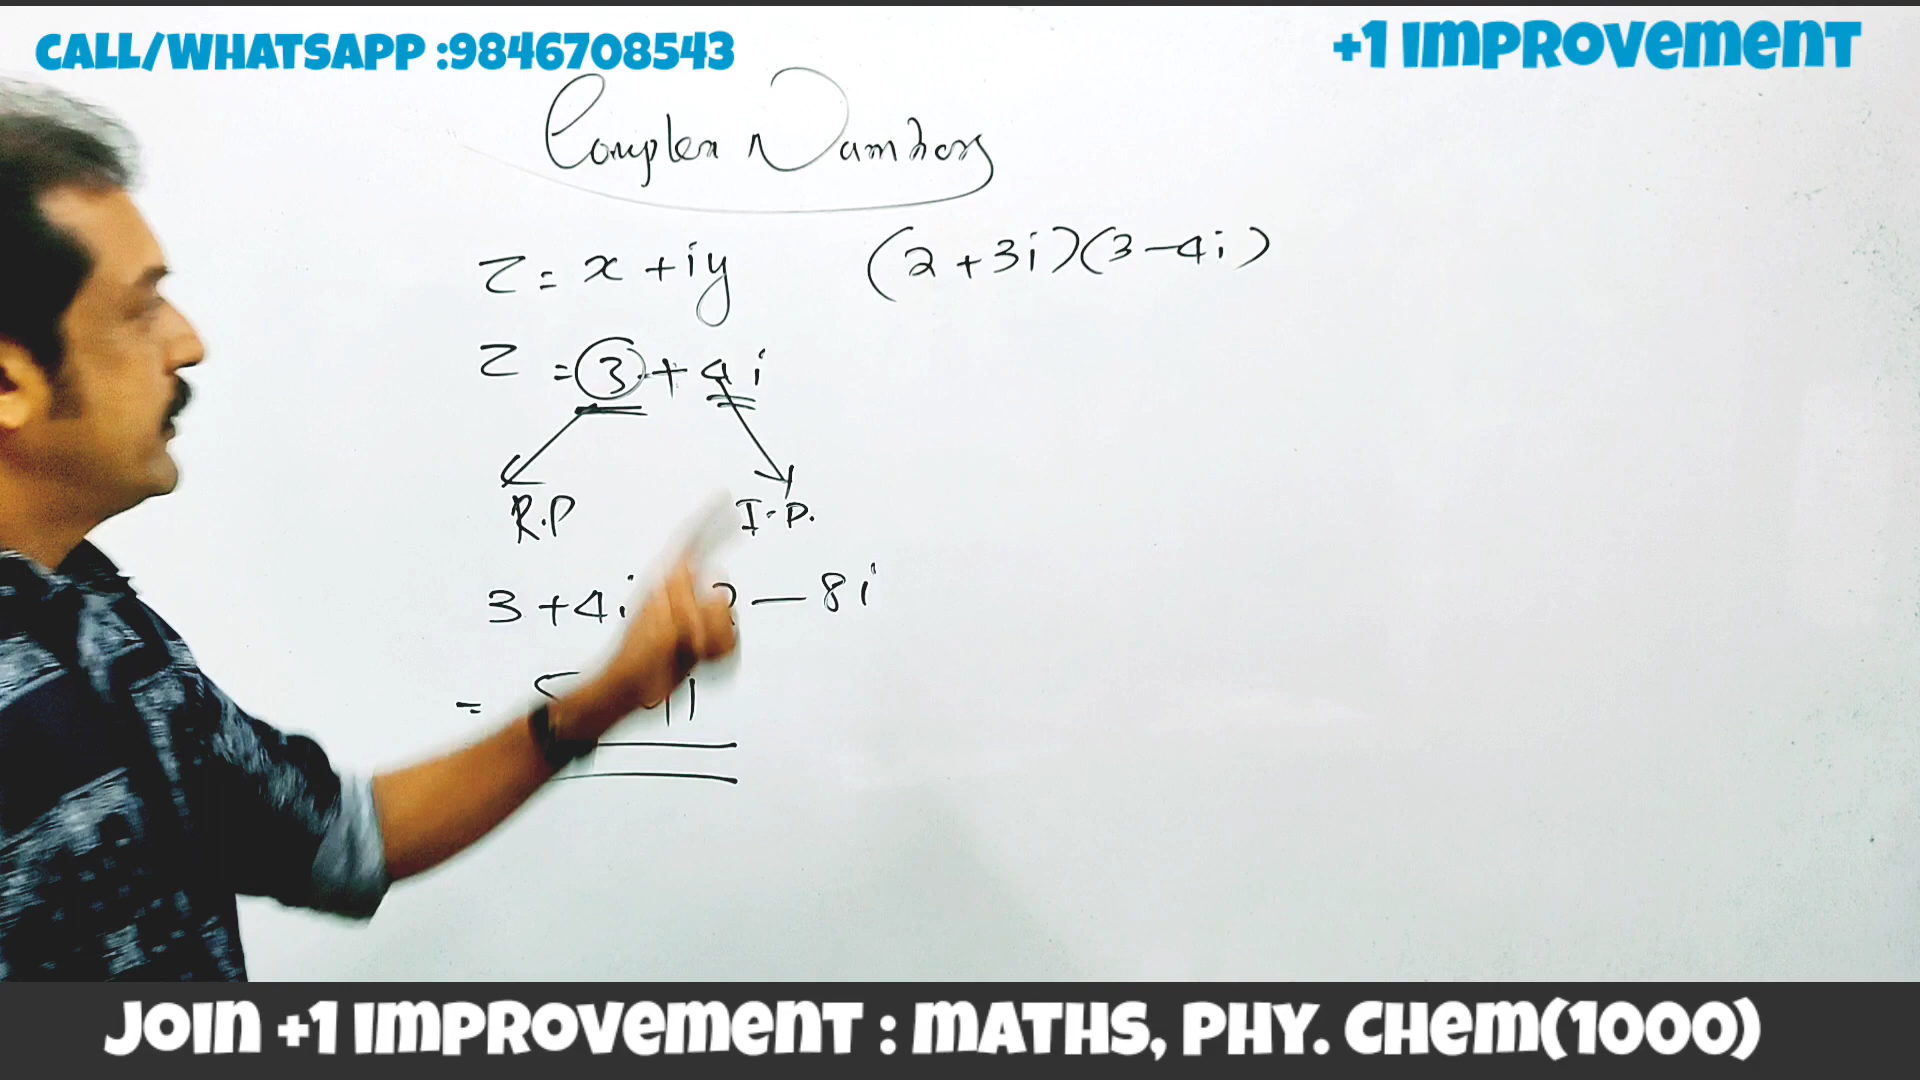 CALL/WHATSAPP :9846708543
+1 IMPROVEMENT
Complex Numbers
z = x + iy
(2 + 3i)(3 - 4i)
z = 3 + 4i
R.P
I.P.
3 + 4i - 8i
=
JOIN +1 IMPROVEMENT : MATHS, PHY. CHEM(1000)